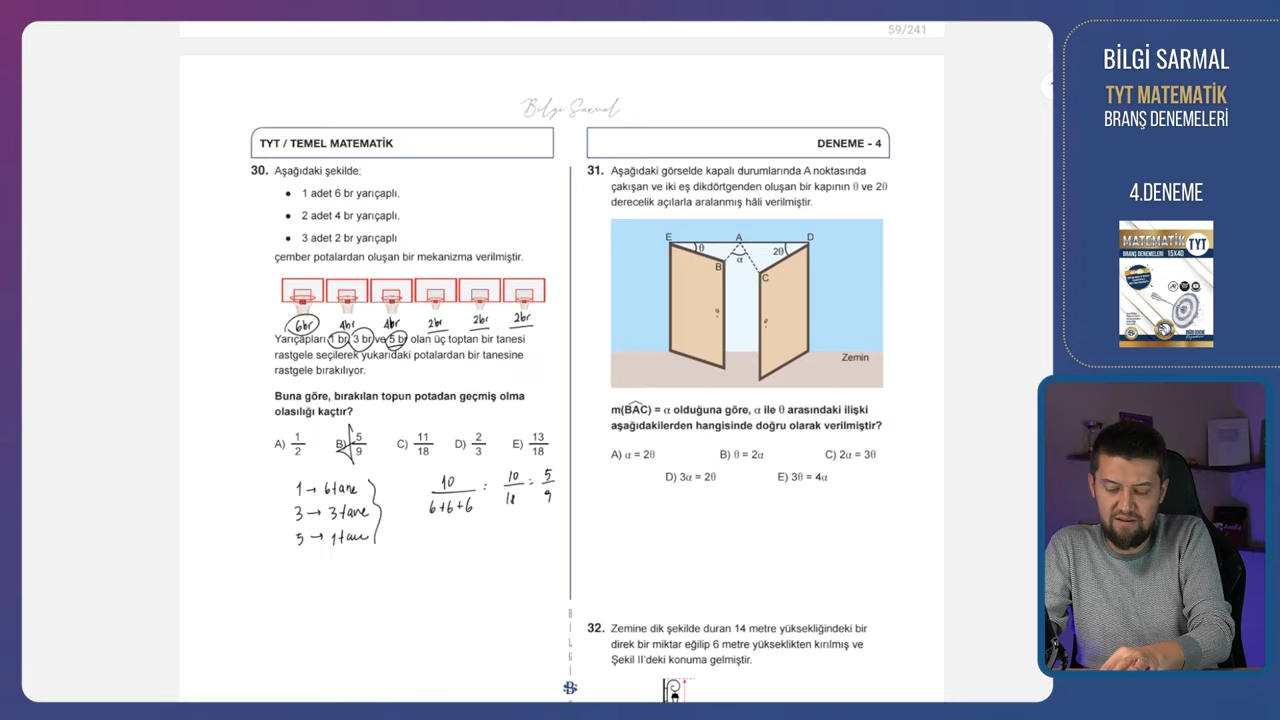 59/241
Bilgi Sarmal
TYT / TEMEL MATEMATİK
30. Aşağıdaki şekilde;
• 1 adet 6 br yarıçaplı,
• 2 adet 4 br yarıçaplı,
• 3 adet 2 br yarıçaplı
çember potalardan oluşan bir mekanizma verilmiştir.
6br 4br 4br 2br 2br 2br
Yarıçapları 1 br, 3 br ve 5 br olan üç toptan bir tanesi
rastgele seçilerek yukarıdaki potalardan bir tanesine
rastgele bırakılıyor.
Buna göre, bırakılan topun potadan geçmiş olma
olasılığı kaçtır?
A) 1/2 B) 5/9 C) 11/18 D) 2/3 E) 13/18
1 → 6 tane
3 → 3 tane
5 → 1 tane
10/6+6+6 = 10/18 = 5/9
DENEME - 4
31. Aşağıdaki görselde kapalı durumlarında A noktasında
çakışan ve iki eş dikdörtgenden oluşan bir kapının θ ve 2θ
derecelik açılarla aralanmış hâli verilmiştir.
E A D
θ 2θ
B α
C
Zemin
m(BAC) = α olduğuna göre, α ile θ arasındaki ilişki
aşağıdakilerden hangisinde doğru olarak verilmiştir?
A) α = 2θ B) θ = 2α C) 2α = 3θ
D) 3α = 2θ E) 3θ = 4α
32. Zemine dik şekilde duran 14 metre yüksekliğindeki bir
direk bir miktar eğilip 6 metre yükseklikten kırılmış ve
Şekil II'deki konuma gelmiştir.
B
İ
L
G
İ
BİLGİ SARMAL
TYT MATEMATİK
BRANŞ DENEMELERİ
4.DENEME
MATEMATİK TYT
BRANŞ DENEMELERİ 15X40